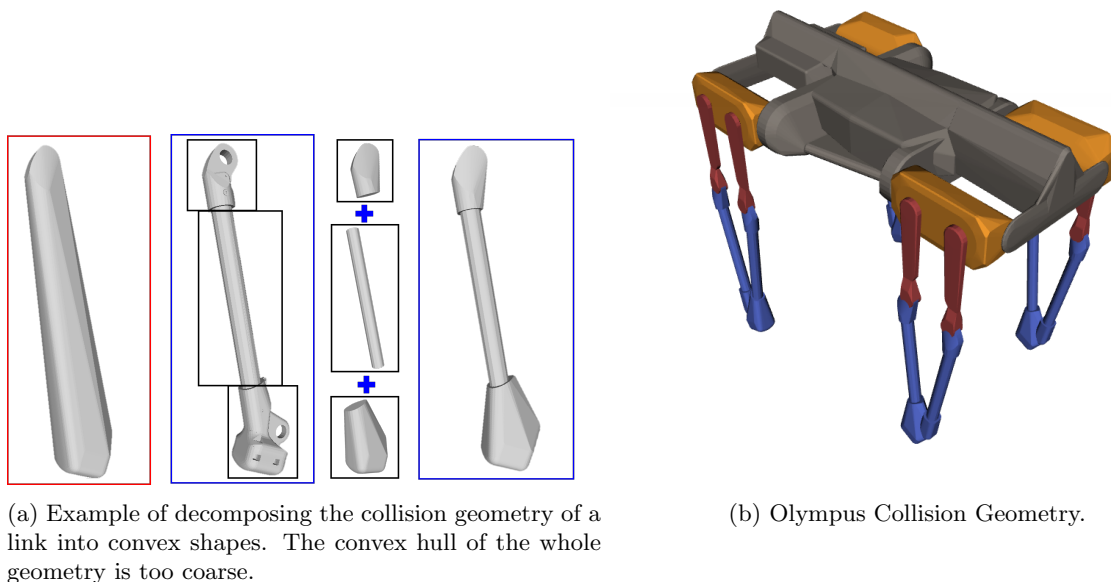 (a) Example of decomposing the collision geometry of a
link into convex shapes. The convex hull of the whole
geometry is too coarse.
(b) Olympus Collision Geometry.